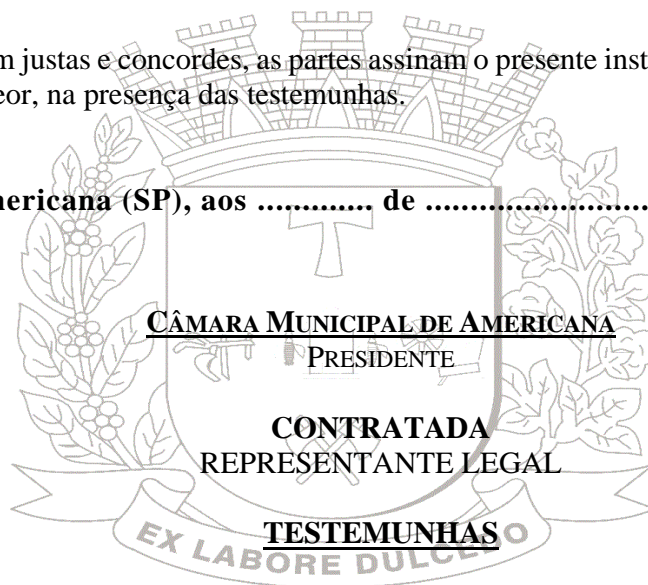 m justas e concordes, as partes assinam o presente inst
eor, na presença das testemunhas.
nericana (SP), aos ............. de .........................
CÂMARA MUNICIPAL DE AMERICANA
PRESIDENTE
CONTRATADA
REPRESENTANTE LEGAL
TESTEMUNHAS
EX LABORE DULCEDO